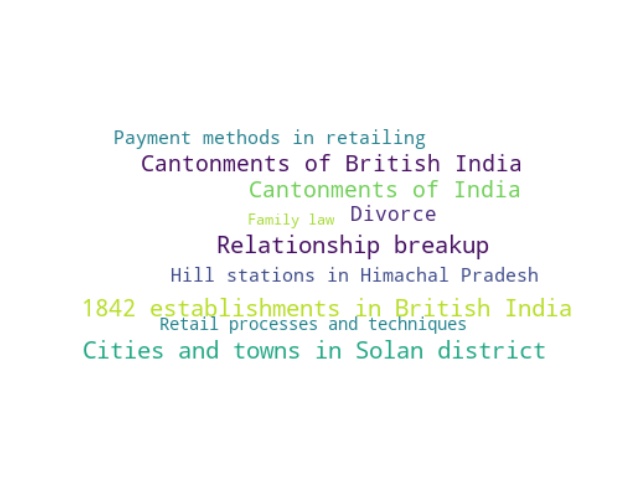 Payment methods in retailing
Cantonments of British India
Cantonments of India
Family law Divorce
Relationship breakup
Hill stations in Himachal Pradesh
1842 establishments in British India
Retail processes and techniques
Cities and towns in Solan district